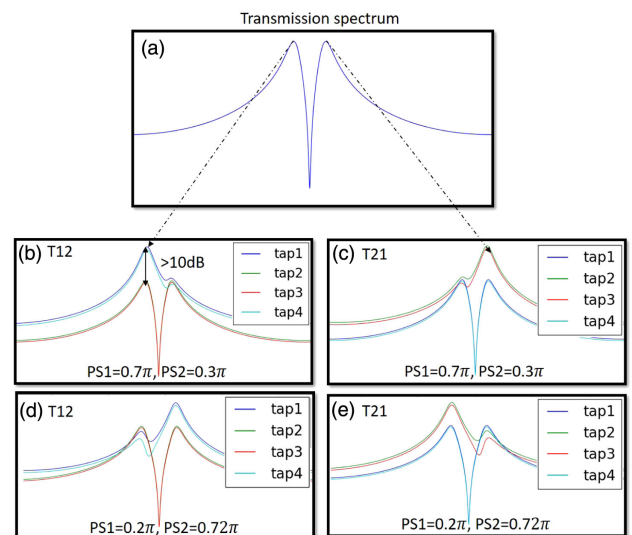 Transmission spectrum
(a)
(b) T12
>10dB
tap1
tap2
tap3
tap4
PS1=0.7π, PS2=0.3π
(c) T21
tap1
tap2
tap3
tap4
PS1=0.7π, PS2=0.3π
(d) T12
tap1
tap2
tap3
tap4
PS1=0.2π, PS2=0.72π
(e) T21
tap1
tap2
tap3
tap4
PS1=0.2π, PS2=0.72π